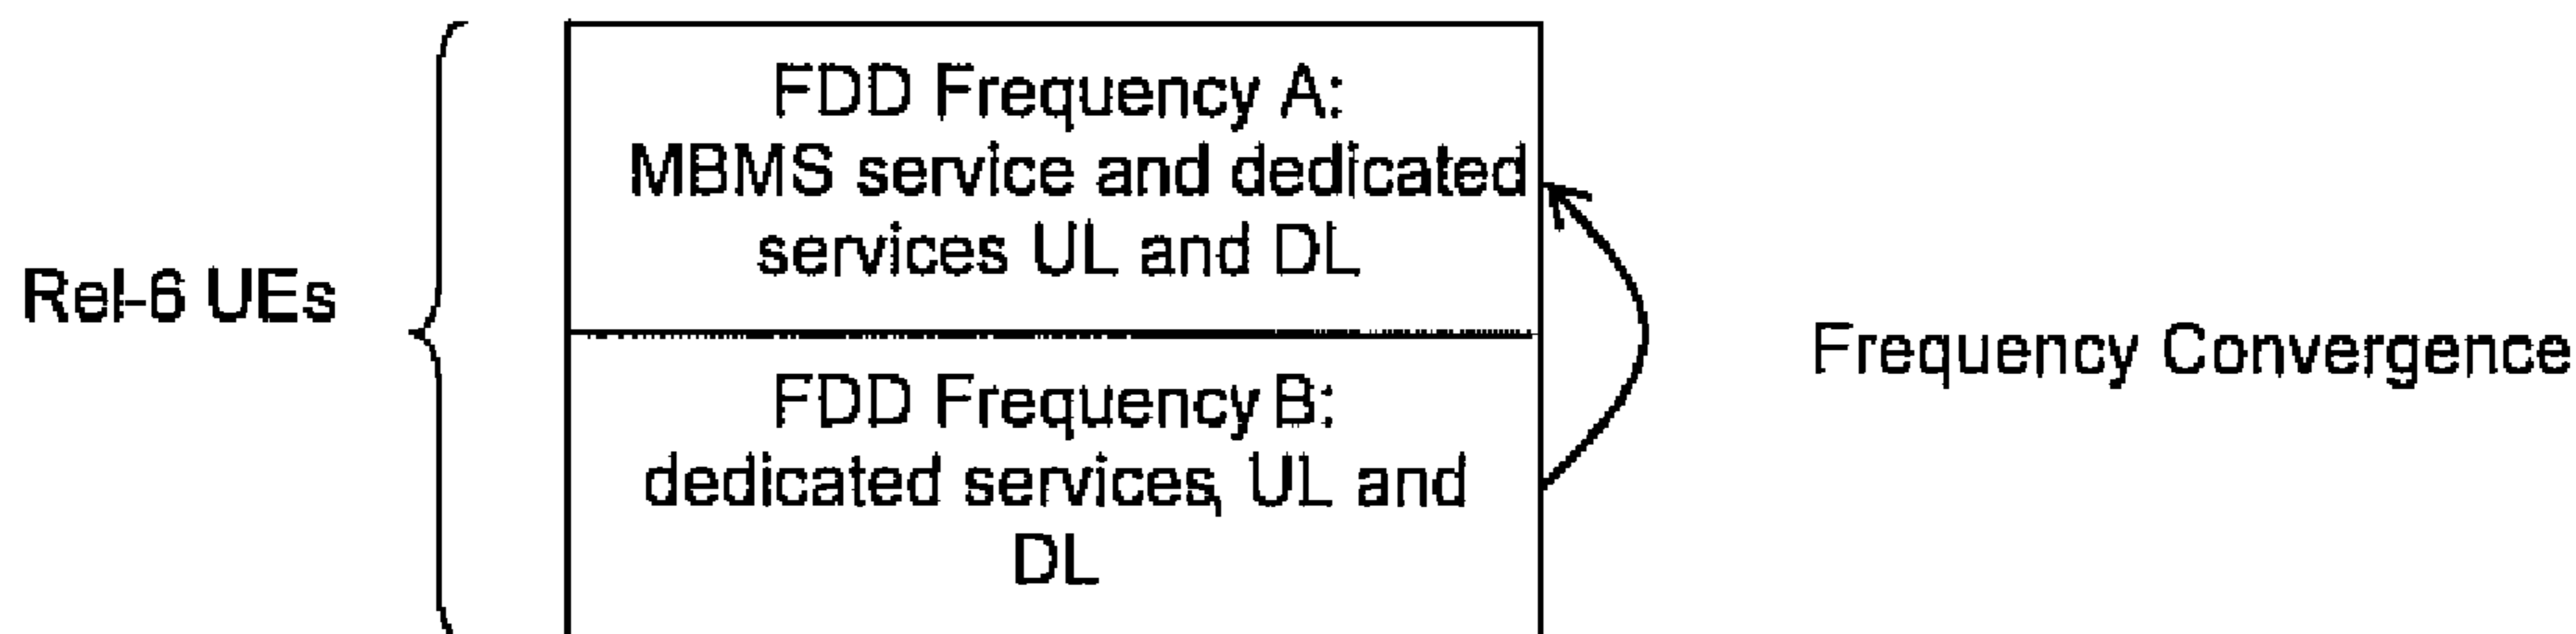 FDD Frequency A:
MBMS service and dedicated
services UL and DL
Rel-6 UEs
Frequency Convergence
FDD Frequency B:
dedicated services, UL and
DL